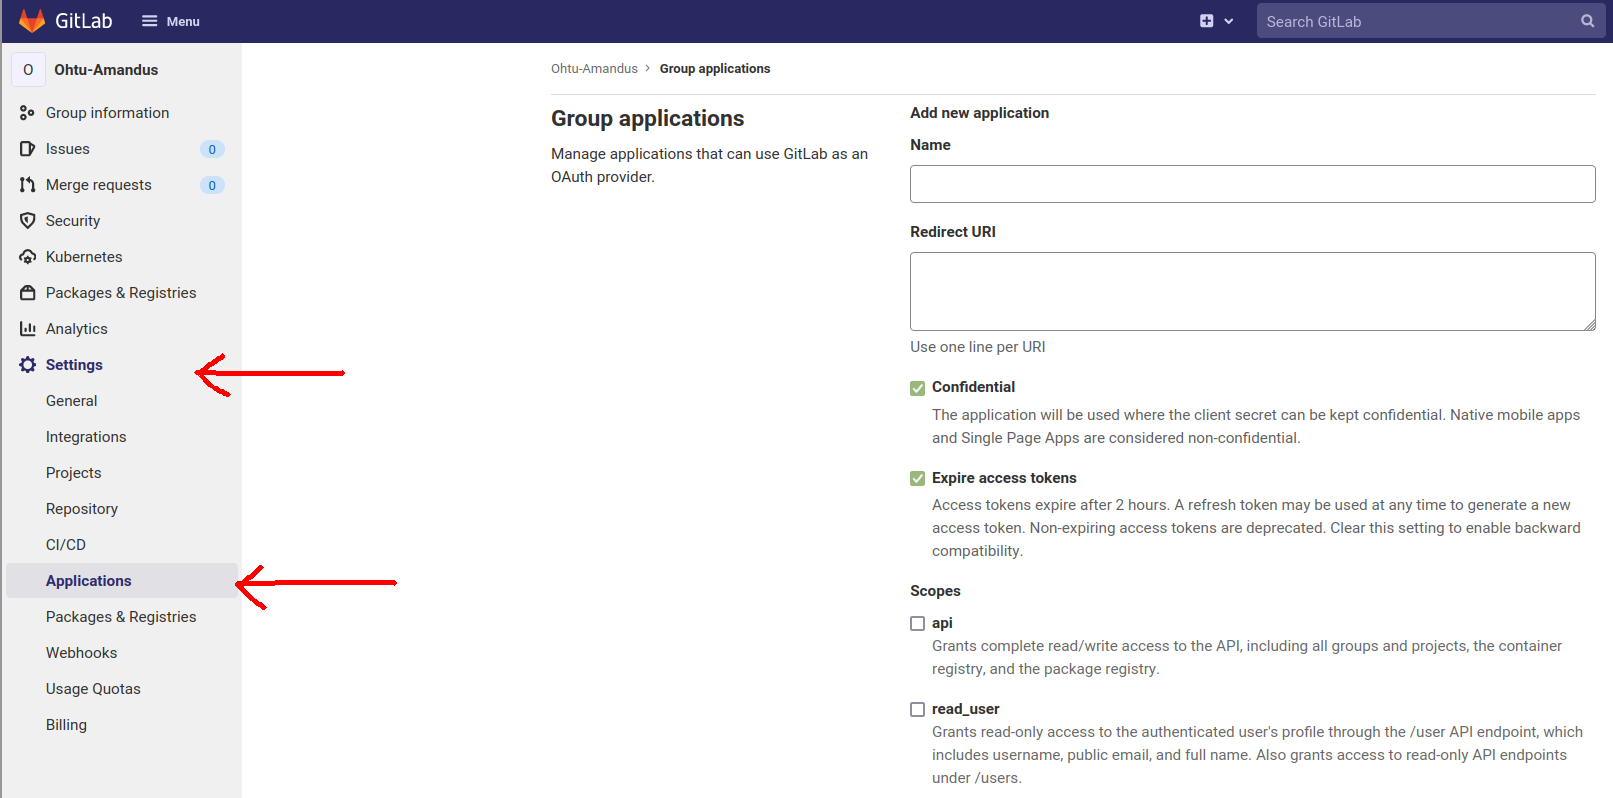 GitLab
Menu
Search GitLab
O
Ohtu-Amandus
Group information
Issues 0
Merge requests 0
Security
Kubernetes
Packages & Registries
Analytics
Settings
General
Integrations
Projects
Repository
CI/CD
Applications
Packages & Registries
Webhooks
Usage Quotas
Billing
Ohtu-Amandus › Group applications
Group applications
Manage applications that can use GitLab as an
OAuth provider.
Add new application
Name
Redirect URI
Use one line per URI
Confidential
The application will be used where the client secret can be kept confidential. Native mobile apps
and Single Page Apps are considered non-confidential.
Expire access tokens
Access tokens expire after 2 hours. A refresh token may be used at any time to generate a new
access token. Non-expiring access tokens are deprecated. Clear this setting to enable backward
compatibility.
Scopes
api
Grants complete read/write access to the API, including all groups and projects, the container
registry, and the package registry.
read_user
Grants read-only access to the authenticated user's profile through the /user API endpoint, which
includes username, public email, and full name. Also grants access to read-only API endpoints
under /users.